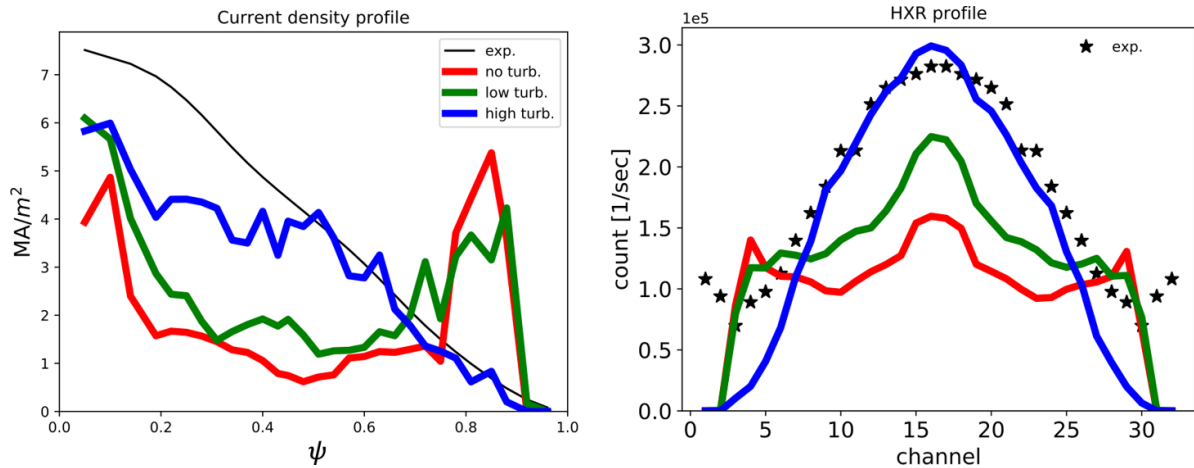 Current density profile
MA/m²
7
6
5
4
3
2
1
0
0.0 0.2 0.4 0.6 0.8 1.0
ψ
exp.
no turb.
low turb.
high turb.
HXR profile
1e5
count [1/sec]
3.0
2.5
2.0
1.5
1.0
0.5
0.0
0 5 10 15 20 25 30
channel
exp.